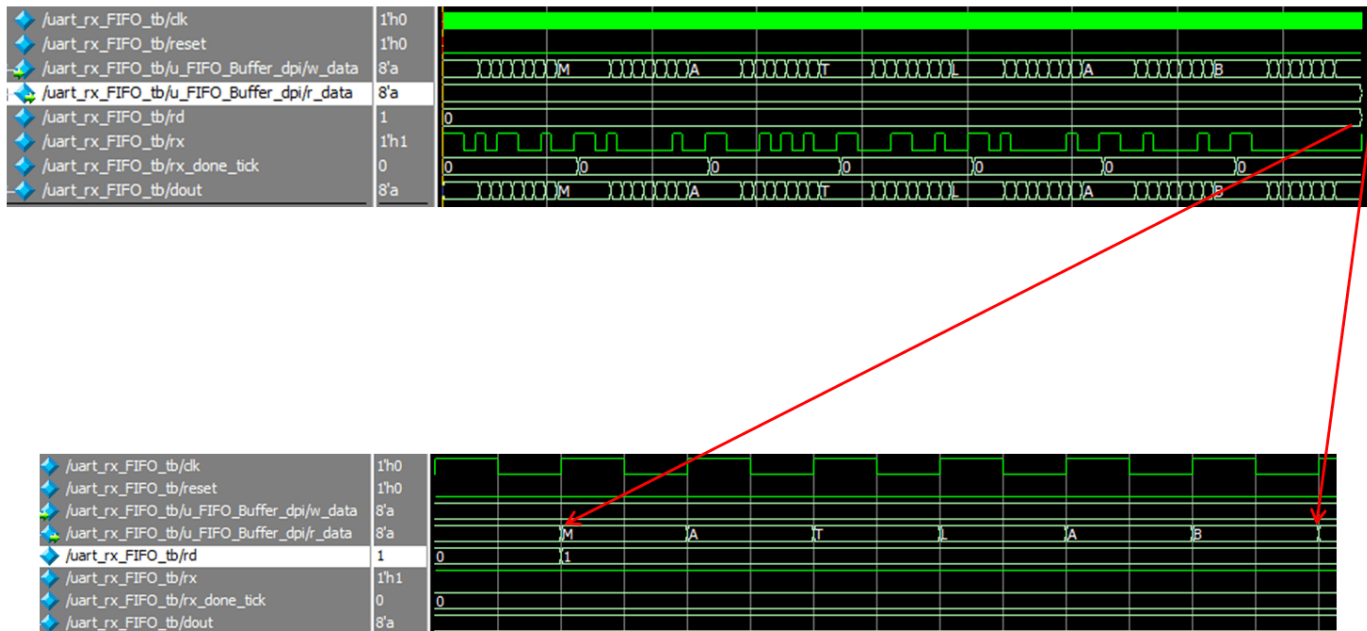 /uart_rx_FIFO_tb/clk 1'h0
/uart_rx_FIFO_tb/reset 1'h0
/uart_rx_FIFO_tb/u_FIFO_Buffer_dpi/w_data 8'a M A T L A B
/uart_rx_FIFO_tb/u_FIFO_Buffer_dpi/r_data 8'a
/uart_rx_FIFO_tb/rd 1 0
/uart_rx_FIFO_tb/rx 1'h1
/uart_rx_FIFO_tb/rx_done_tick 0 0 0 0 0 0 0 0
/uart_rx_FIFO_tb/dout 8'a M A T L A B
/uart_rx_FIFO_tb/clk 1'h0
/uart_rx_FIFO_tb/reset 1'h0
/uart_rx_FIFO_tb/u_FIFO_Buffer_dpi/w_data 8'a
/uart_rx_FIFO_tb/u_FIFO_Buffer_dpi/r_data 8'a M A T L A B
/uart_rx_FIFO_tb/rd 1 0 1
/uart_rx_FIFO_tb/rx 1'h1
/uart_rx_FIFO_tb/rx_done_tick 0 0
/uart_rx_FIFO_tb/dout 8'a